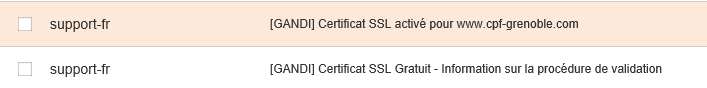 support-fr [GANDI] Certificat SSL activé pour www.cpf-grenoble.com
support-fr [GANDI] Certificat SSL Gratuit - Information sur la procédure de validation